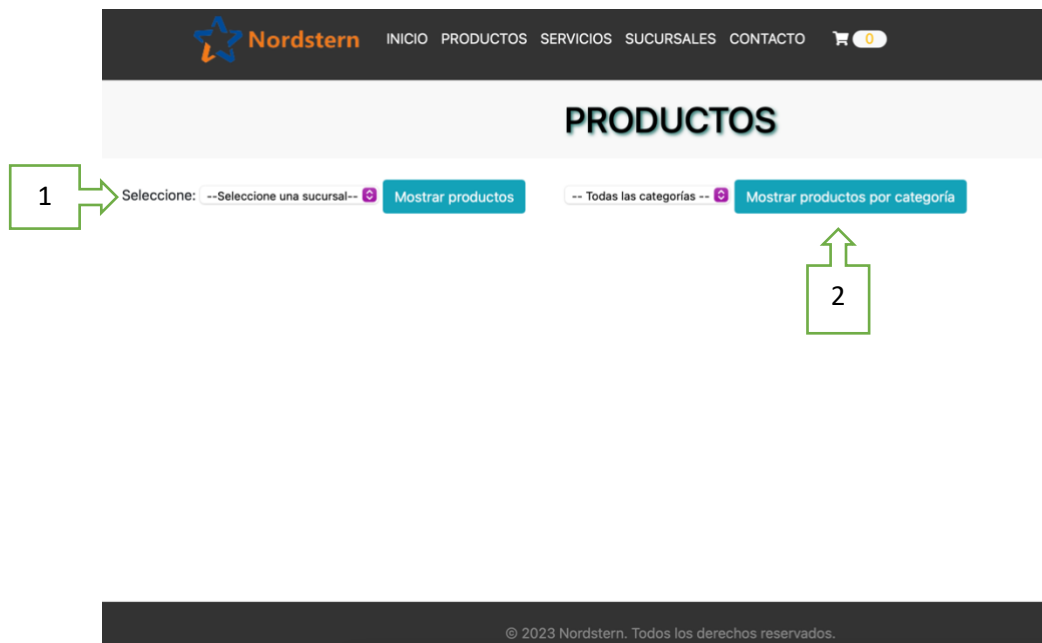 Nordstern INICIO PRODUCTOS SERVICIOS SUCURSALES CONTACTO 0
PRODUCTOS
1 Seleccione: --Seleccione una sucursal-- Mostrar productos -- Todas las categorías -- Mostrar productos por categoría
2
© 2023 Nordstern. Todos los derechos reservados.